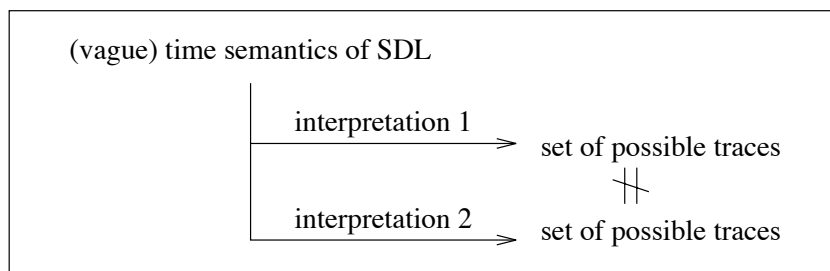 (vague) time semantics of SDL
interpretation 1
set of possible traces
interpretation 2
set of possible traces